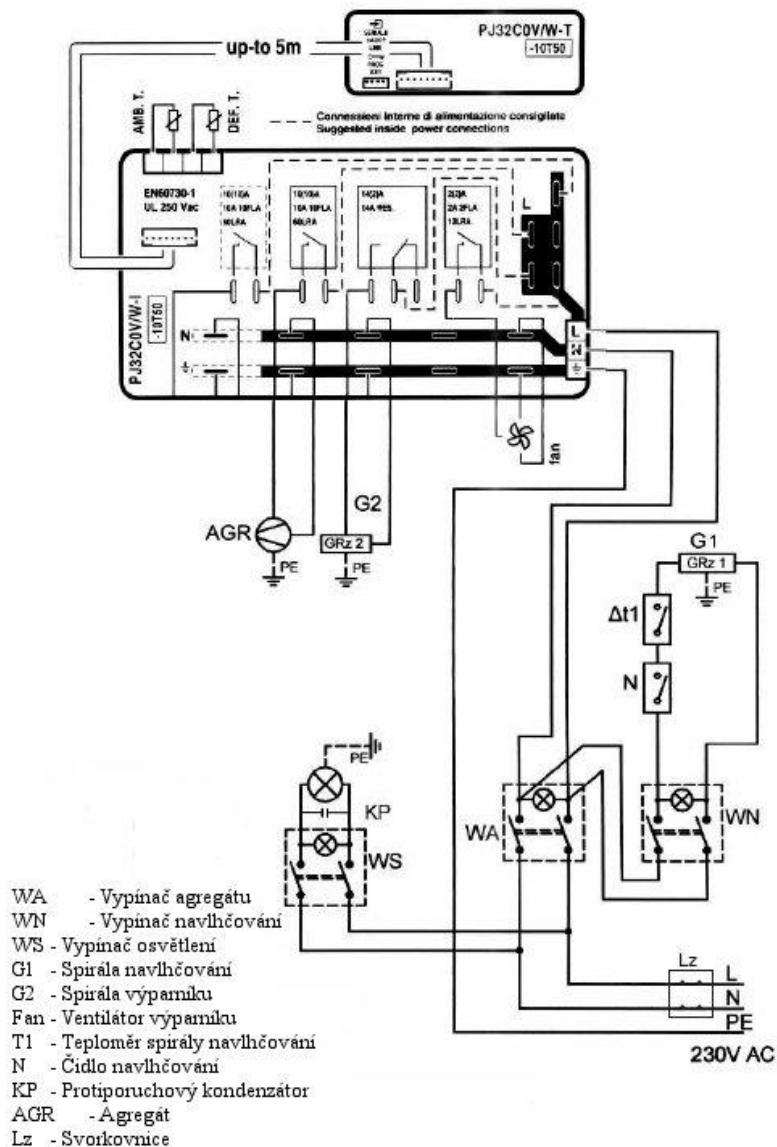 PJ32C0V/W-T
-10T50
up-to 5m
AMB. T.
DEF. T.
Connessioni interne di alimentazione consigliate
Suggested inside power connections
EN60730-1
UL 250 Vac
10(10)A
10A 10FLA
60LRA
10(10)A
10A 10FLA
60LRA
14(2)A
14A RES.
2(2)A
2A 2FLA
12LRA
L
PJ32C0V/W-I
-10T50
N
L
N
fan
AGR
PE
G2
GRz 2
PE
G1
GRz 1
PE
Δt1
N
PE
KP
WS
WA
WN
Lz
L
N
PE
230V AC
WA - Vypínač agregátu
WN - Vypínač navlhčování
WS - Vypínač osvětlení
G1 - Spirála navlhčování
G2 - Spirála výparníku
Fan - Ventilátor výparníku
T1 - Teploměr spirály navlhčování
N - Čidlo navlhčování
KP - Protiporuchový kondenzátor
AGR - Agregát
Lz - Svorkovnice